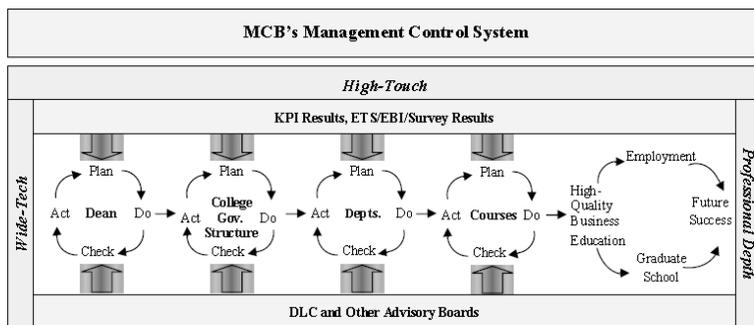 MCB's Management Control System
High-Touch
KPI Results, ETS/EBI/Survey Results
Wide-Tech
Plan
Act Dean Do
Check
Plan
College
Gov.
Structure
Act Do
Check
Plan
Act Depts. Do
Check
Plan
Act Courses Do
Check
High-
Quality
Business
Education
Employment
Graduate
School
Future
Success
Professional Depth
DLC and Other Advisory Boards